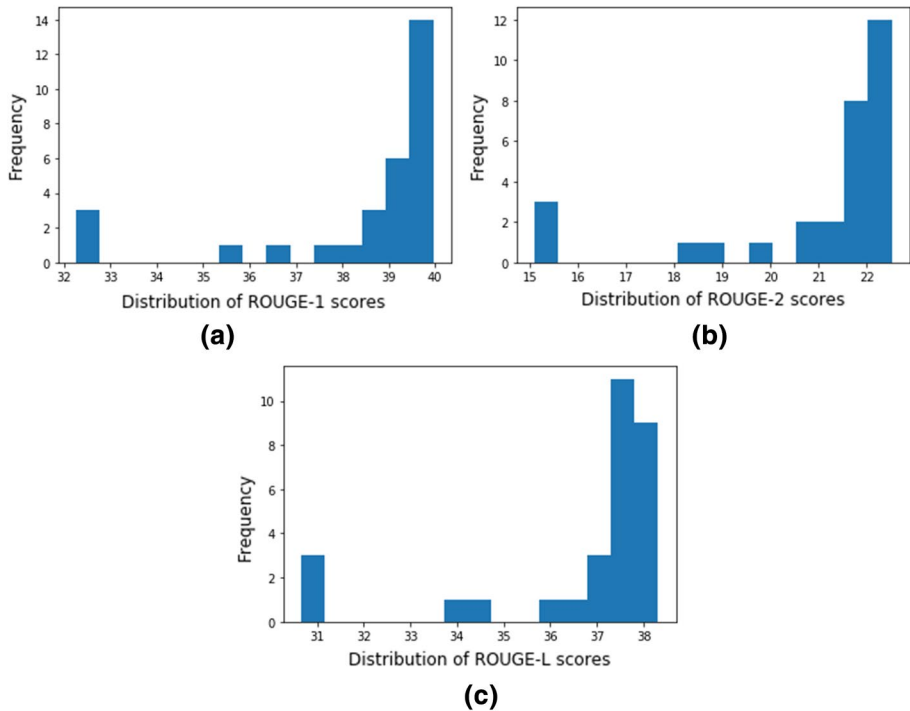 14
12
10
8
6
4
2
0
Frequency
32 33 34 35 36 37 38 39 40
Distribution of ROUGE-1 scores
(a)
12
10
8
6
4
2
0
Frequency
15 16 17 18 19 20 21 22
Distribution of ROUGE-2 scores
(b)
10
8
6
4
2
0
Frequency
31 32 33 34 35 36 37 38
Distribution of ROUGE-L scores
(c)